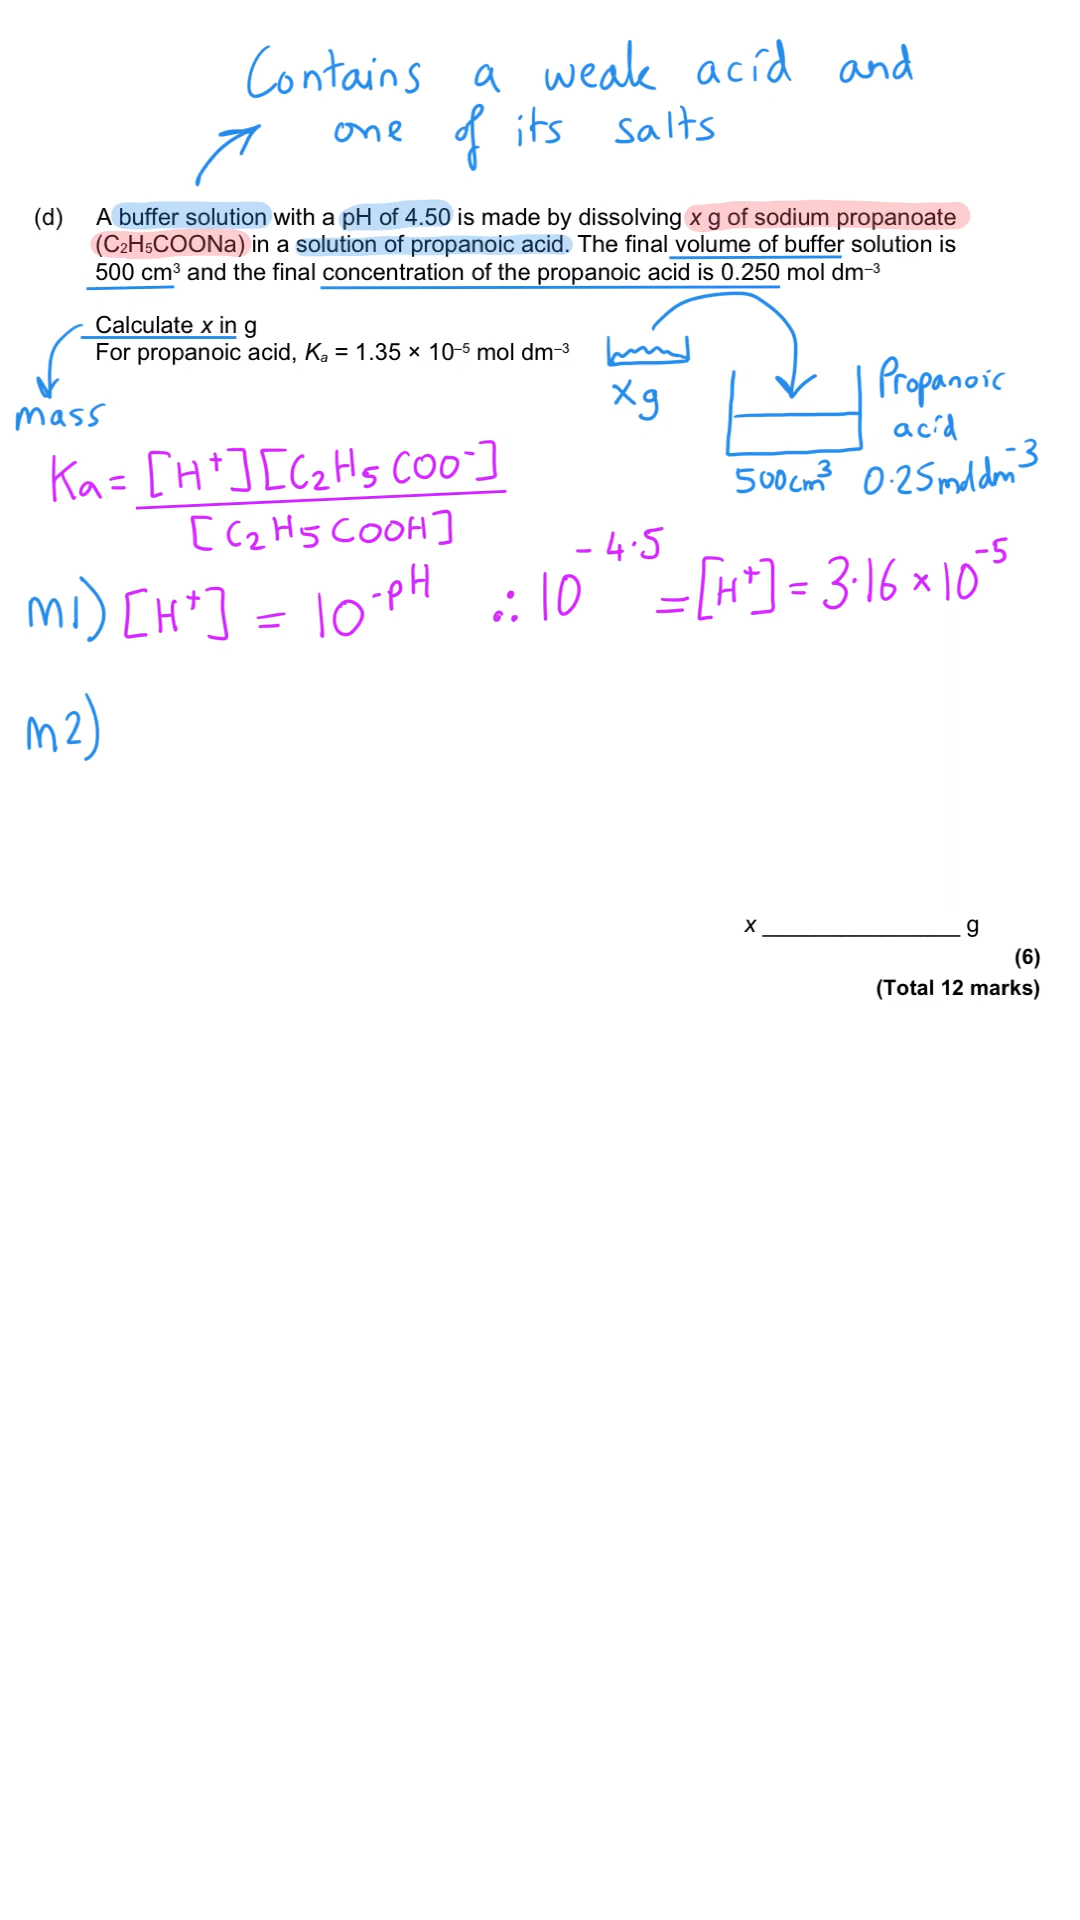 Contains a weak acid and
one of its salts
(d) A buffer solution with a pH of 4.50 is made by dissolving x g of sodium propanoate
(C₂H₅COONa) in a solution of propanoic acid. The final volume of buffer solution is
500 cm³ and the final concentration of the propanoic acid is 0.250 mol dm⁻³
Calculate x in g
For propanoic acid, Kₐ = 1.35 × 10⁻⁵ mol dm⁻³
mass
xg
Propanoic
acid
500cm³ 0.25moldm⁻³
Ka = [H⁺][C₂H₅COO⁻]
[C₂H₅COOH]
m1) [H⁺] = 10^-pH ∴ 10^-4.5 = [H⁺] = 3.16 × 10⁻⁵
m2)
x _______________ g
(6)
(Total 12 marks)